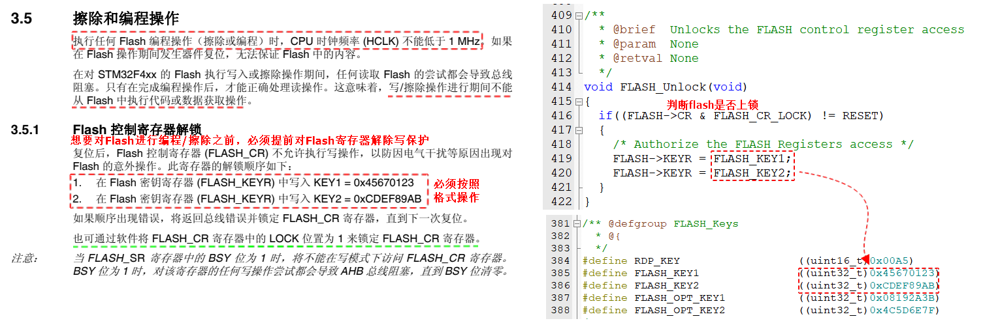 3.5 擦除和编程操作
执行任何 Flash 编程操作（擦除或编程）时，CPU 时钟频率 (HCLK) 不能低于 1 MHz。如果
在 Flash 操作期间发生器件复位，无法保证 Flash 中的内容。
在对 STM32F4xx 的 Flash 执行写入或擦除操作期间，任何读取 Flash 的尝试都会导致总线
阻塞。只有在完成编程操作后，才能正确处理读操作。这意味着，写/擦除操作进行期间不能
从 Flash 中执行代码或数据获取操作。
3.5.1 Flash 控制寄存器解锁
想要对Flash进行编程/擦除之前，必须提前对Flash寄存器解除写保护
复位后，Flash 控制寄存器 (FLASH_CR) 不允许执行写操作，以防因电气干扰等原因出现对
Flash 的意外操作。此寄存器的解锁顺序如下：
1. 在 Flash 密钥寄存器 (FLASH_KEYR) 中写入 KEY1 = 0x45670123
2. 在 Flash 密钥寄存器 (FLASH_KEYR) 中写入 KEY2 = 0xCDEF89AB
必须按照
格式操作
如果顺序出现错误，将返回总线错误并锁定 FLASH_CR 寄存器，直到下一次复位。
也可通过软件将 FLASH_CR 寄存器中的 LOCK 位置为 1 来锁定 FLASH_CR 寄存器。
注意： 当 FLASH_SR 寄存器中的 BSY 位为 1 时，将不能在写模式下访问 FLASH_CR 寄存器。
BSY 位为 1 时，对该寄存器的任何写操作尝试都会导致 AHB 总线阻塞，直到 BSY 位清零。
409 /**
410 * @brief Unlocks the FLASH control register access
411 * @param None
412 * @retval None
413 */
414 void FLASH_Unlock(void)
415 {
判断flash是否上锁
416 if((FLASH->CR & FLASH_CR_LOCK) != RESET)
417 {
418 /* Authorize the FLASH Registers access */
419 FLASH->KEYR = FLASH_KEY1;
420 FLASH->KEYR = FLASH_KEY2;
421 }
422 }
381 /** @defgroup FLASH_Keys
382 * @{
383 */
384 #define RDP_KEY ((uint16_t)0x00A5)
385 #define FLASH_KEY1 ((uint32_t)0x45670123)
386 #define FLASH_KEY2 ((uint32_t)0xCDEF89AB)
387 #define FLASH_OPT_KEY1 ((uint32_t)0x08192A3B)
388 #define FLASH_OPT_KEY2 ((uint32_t)0x4C5D6E7F)